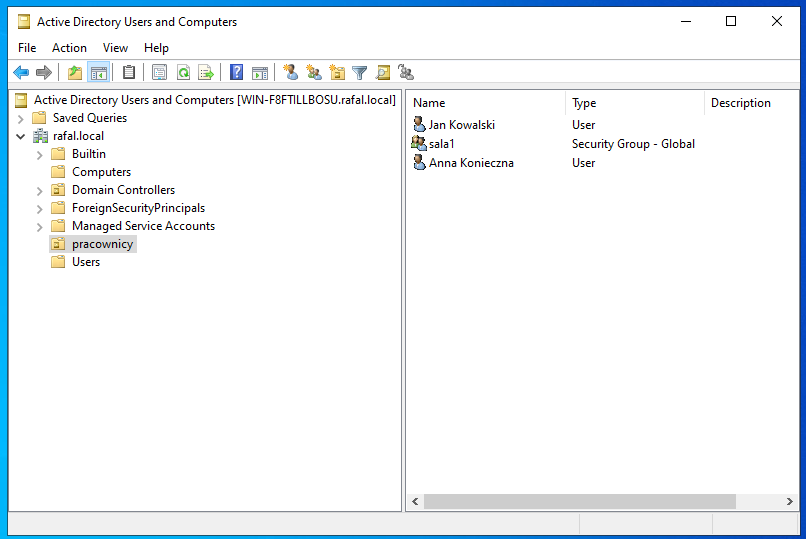 Active Directory Users and Computers
File Action View Help
Active Directory Users and Computers [WIN-F8FTILLBOSU.rafal.local]
Saved Queries
rafal.local
Builtin
Computers
Domain Controllers
ForeignSecurityPrincipals
Managed Service Accounts
pracownicy
Users
Name Type Description
Jan Kowalski User
sala1 Security Group - Global
Anna Konieczna User